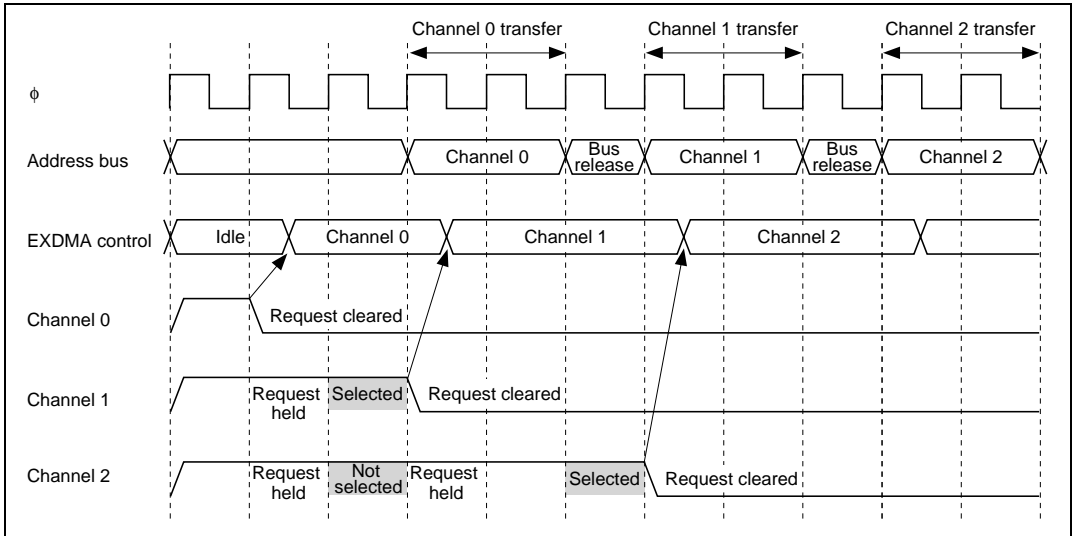 Channel 0 transfer
Channel 1 transfer
Channel 2 transfer
φ
Address bus
Channel 0
Bus
release
Channel 1
Bus
release
Channel 2
EXDMA control
Idle
Channel 0
Channel 1
Channel 2
Channel 0
Request cleared
Channel 1
Request
held
Selected
Request cleared
Channel 2
Request
held
Not
selected
Request
held
Selected
Request cleared